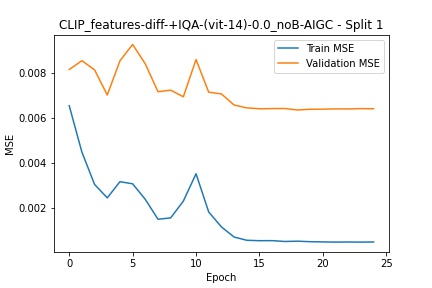 CLIP_features-diff-+IQA-(vit-14)-0.0_noB-AIGC - Split 1
Train MSE
Validation MSE
0.008
0.006
0.004
0.002
MSE
0 5 10 15 20 25
Epoch